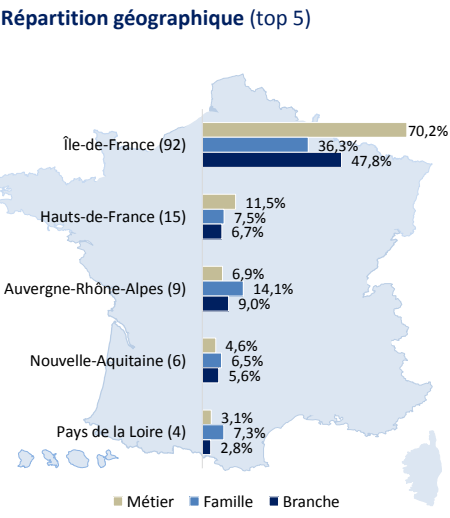 Répartition géographique (top 5)
Île-de-France (92)
70,2%
36,3%
47,8%
Hauts-de-France (15)
11,5%
7,5%
6,7%
Auvergne-Rhône-Alpes (9)
6,9%
14,1%
9,0%
Nouvelle-Aquitaine (6)
4,6%
6,5%
5,6%
Pays de la Loire (4)
3,1%
7,3%
2,8%
Métier Famille Branche